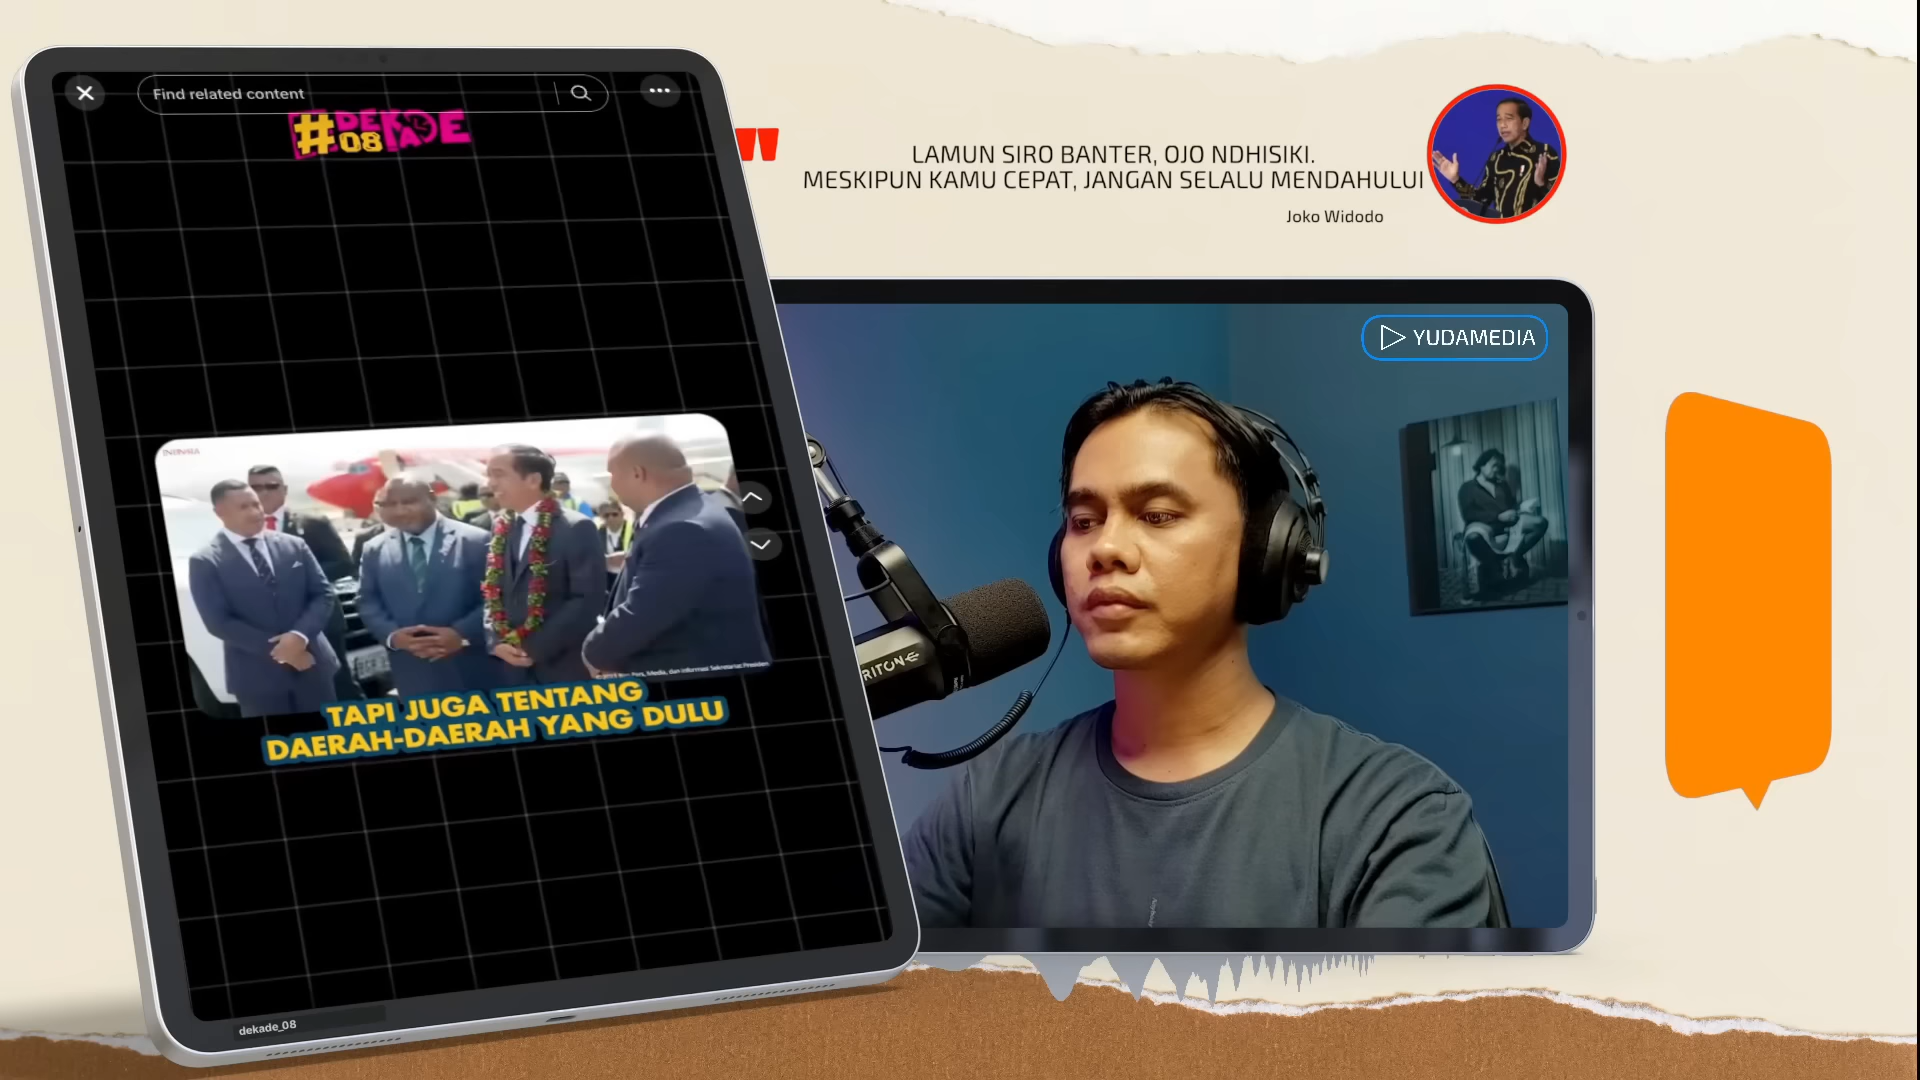 Find related content
#DEKADE
08
LAMUN SIRO BANTER, OJO NDHISIKI.
MESKIPUN KAMU CEPAT, JANGAN SELALU MENDAHULUI
Joko Widodo
YUDAMEDIA
RITON
TAPI JUGA TENTANG
DAERAH-DAERAH YANG DULU
dekade_08